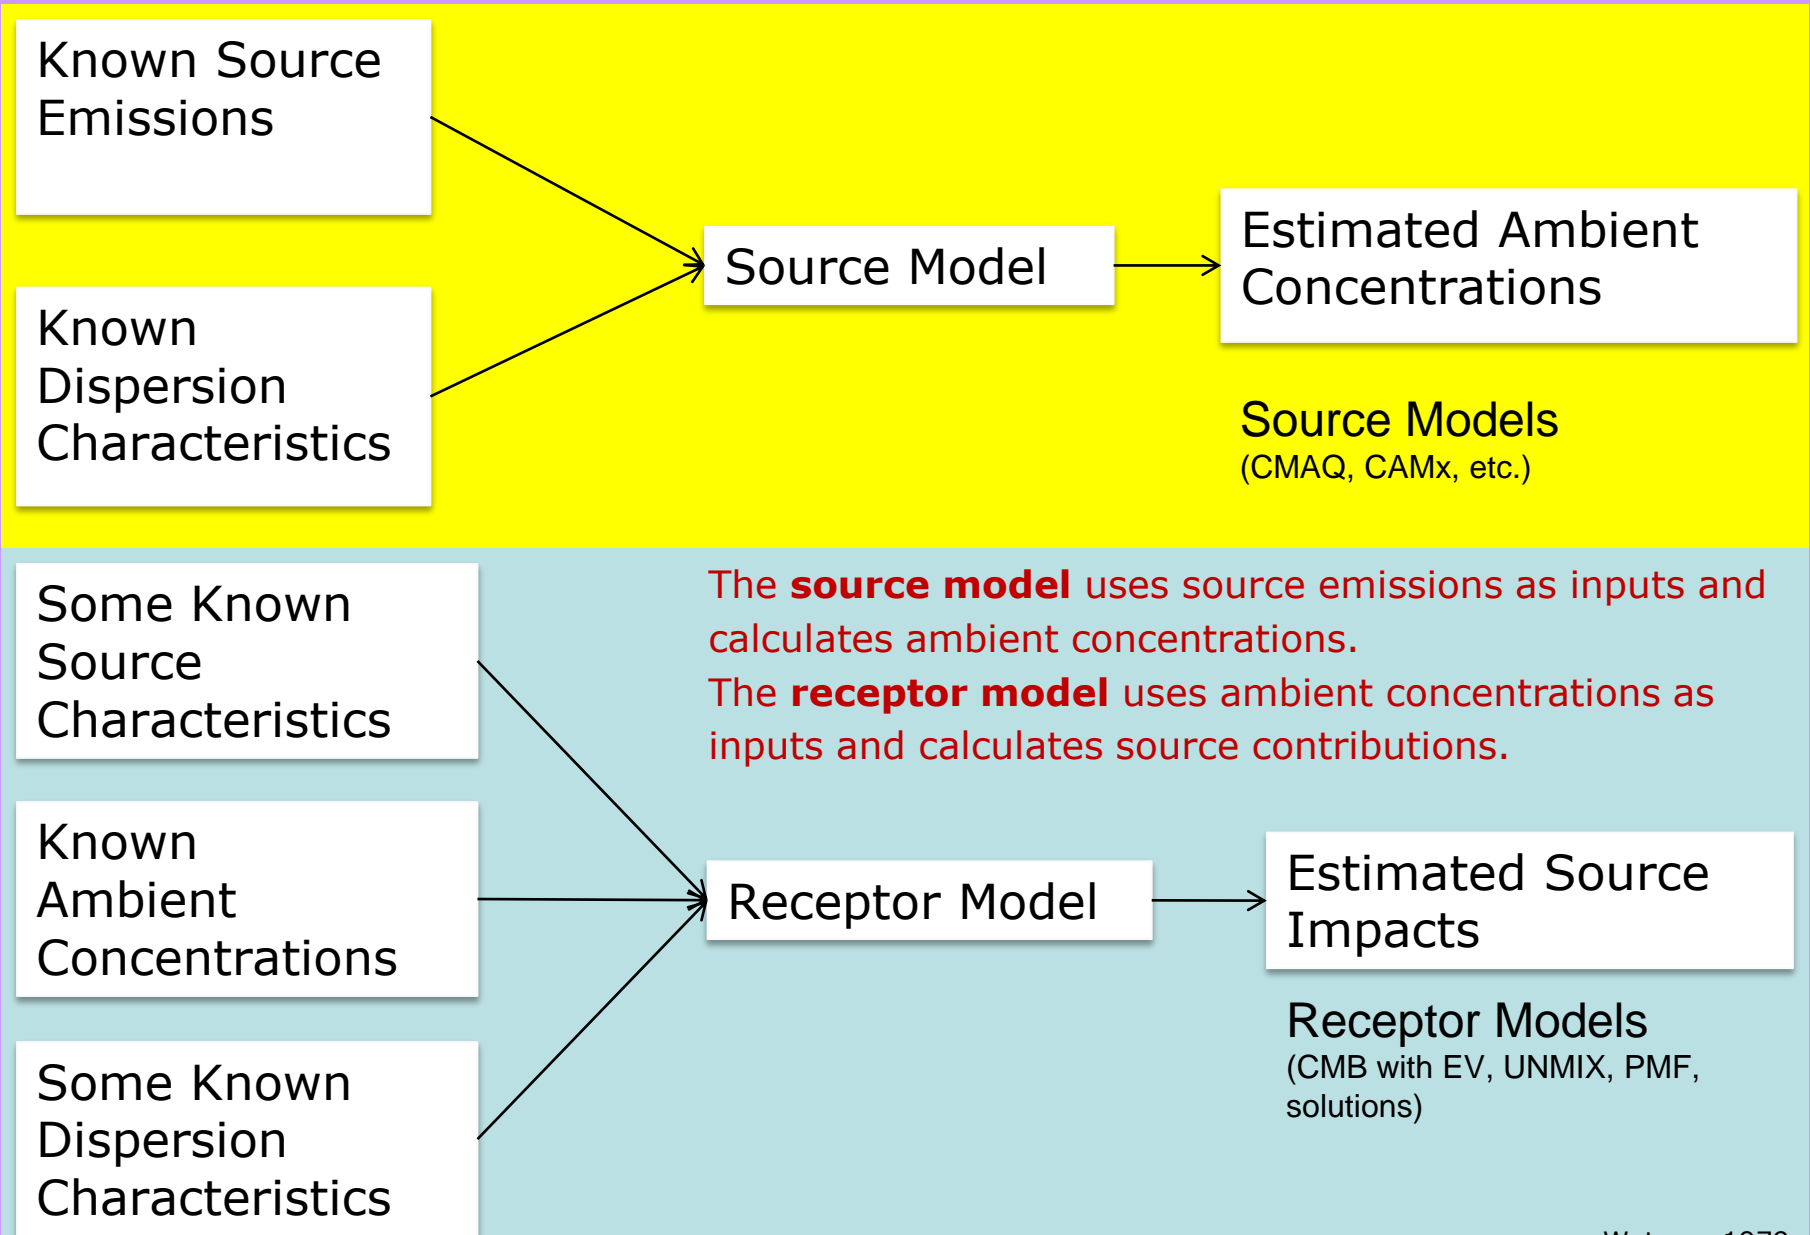 Known Source
Emissions
Known
Dispersion
Characteristics
Source Model
Estimated Ambient
Concentrations
Source Models
(CMAQ, CAMx, etc.)
Some Known
Source
Characteristics
The source model uses source emissions as inputs and
calculates ambient concentrations.
The receptor model uses ambient concentrations as
inputs and calculates source contributions.
Known
Ambient
Concentrations
Some Known
Dispersion
Characteristics
Receptor Model
Estimated Source
Impacts
Receptor Models
(CMB with EV, UNMIX, PMF,
solutions)